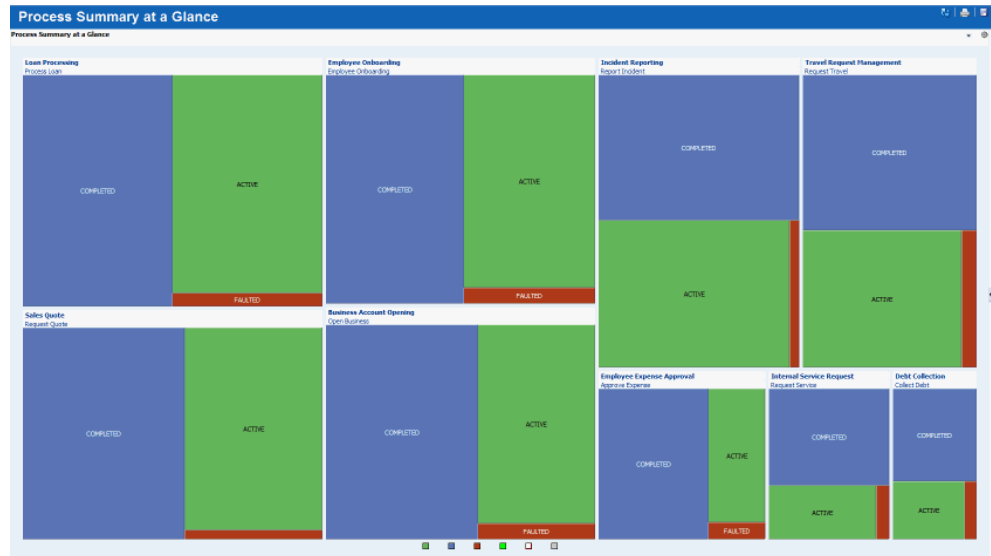 Process Summary at a Glance
Process Summary at a Glance
Loan Processing
Process Loan
COMPLETED
ACTIVE
FAULTED
Employee Onboarding
Employee Onboarding
COMPLETED
ACTIVE
FAULTED
Incident Reporting
Report Incident
COMPLETED
ACTIVE
Travel Request Management
Request Travel
COMPLETED
ACTIVE
Sales Quote
Request Quote
COMPLETED
ACTIVE
Business Account Opening
Open Business
COMPLETED
ACTIVE
FAULTED
Employee Expense Approval
Approve Expense
COMPLETED
ACTIVE
FAULTED
Internal Service Request
Request Service
COMPLETED
ACTIVE
Debt Collection
Collect Debt
COMPLETED
ACTIVE